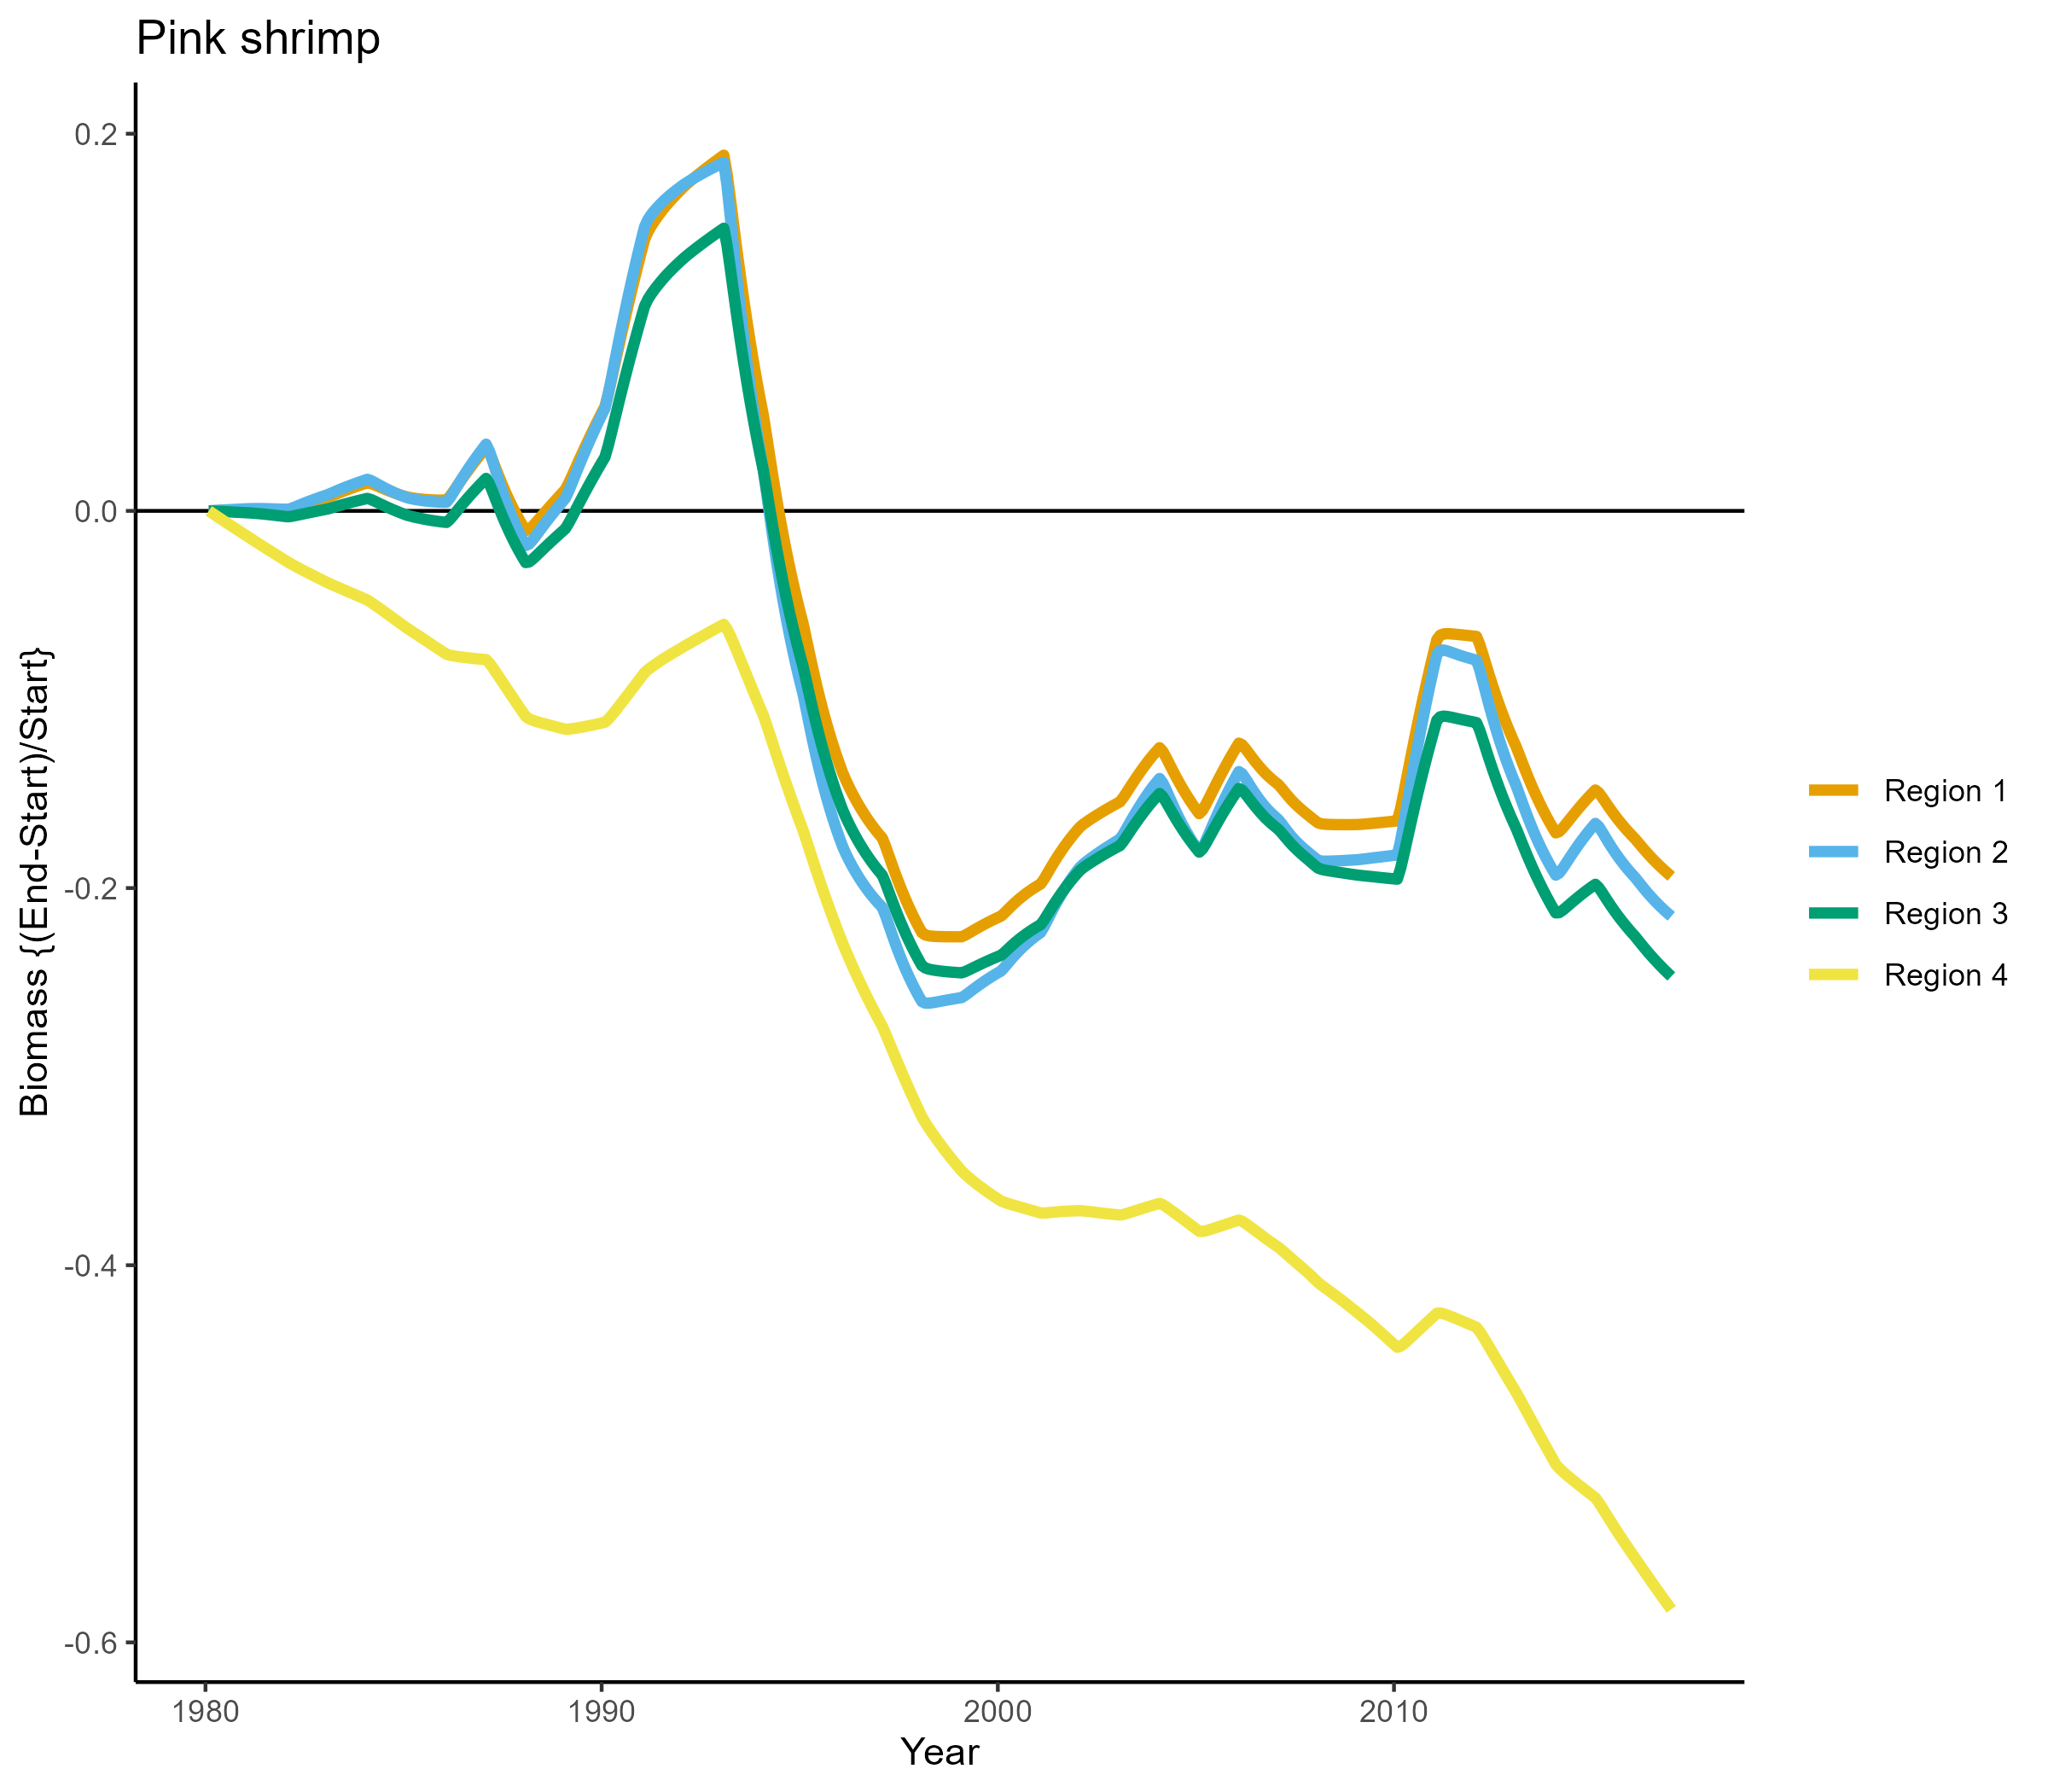 Pink shrimp
Biomass {(End-Start)/Start}
0.2
0.0
-0.2
-0.4
-0.6
1980
1990
2000
2010
Year
Region 1
Region 2
Region 3
Region 4